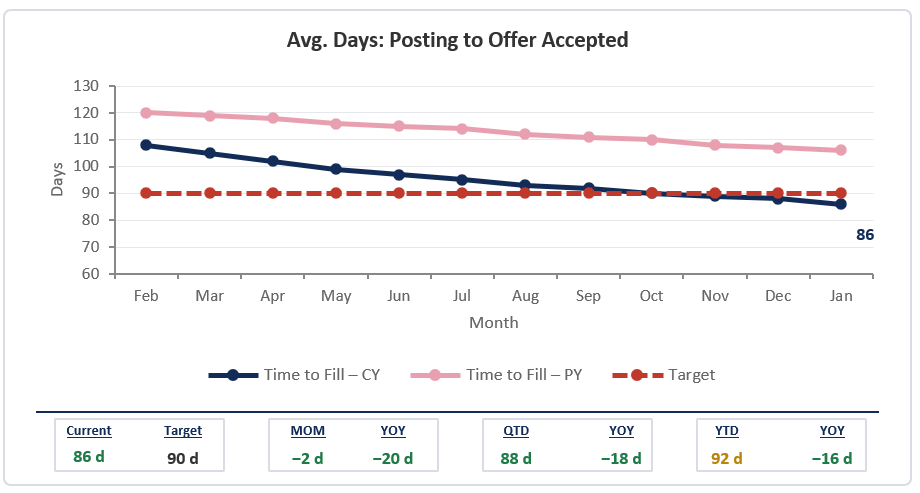 Avg. Days: Posting to Offer Accepted
130
120
110
100
90
80
70
60
Days
86
Feb Mar Apr May Jun Jul Aug Sep Oct Nov Dec Jan
Month
Time to Fill – CY Time to Fill – PY Target
Current Target MOM YOY QTD YOY YTD YOY
86 d 90 d −2 d −20 d 88 d −18 d 92 d −16 d